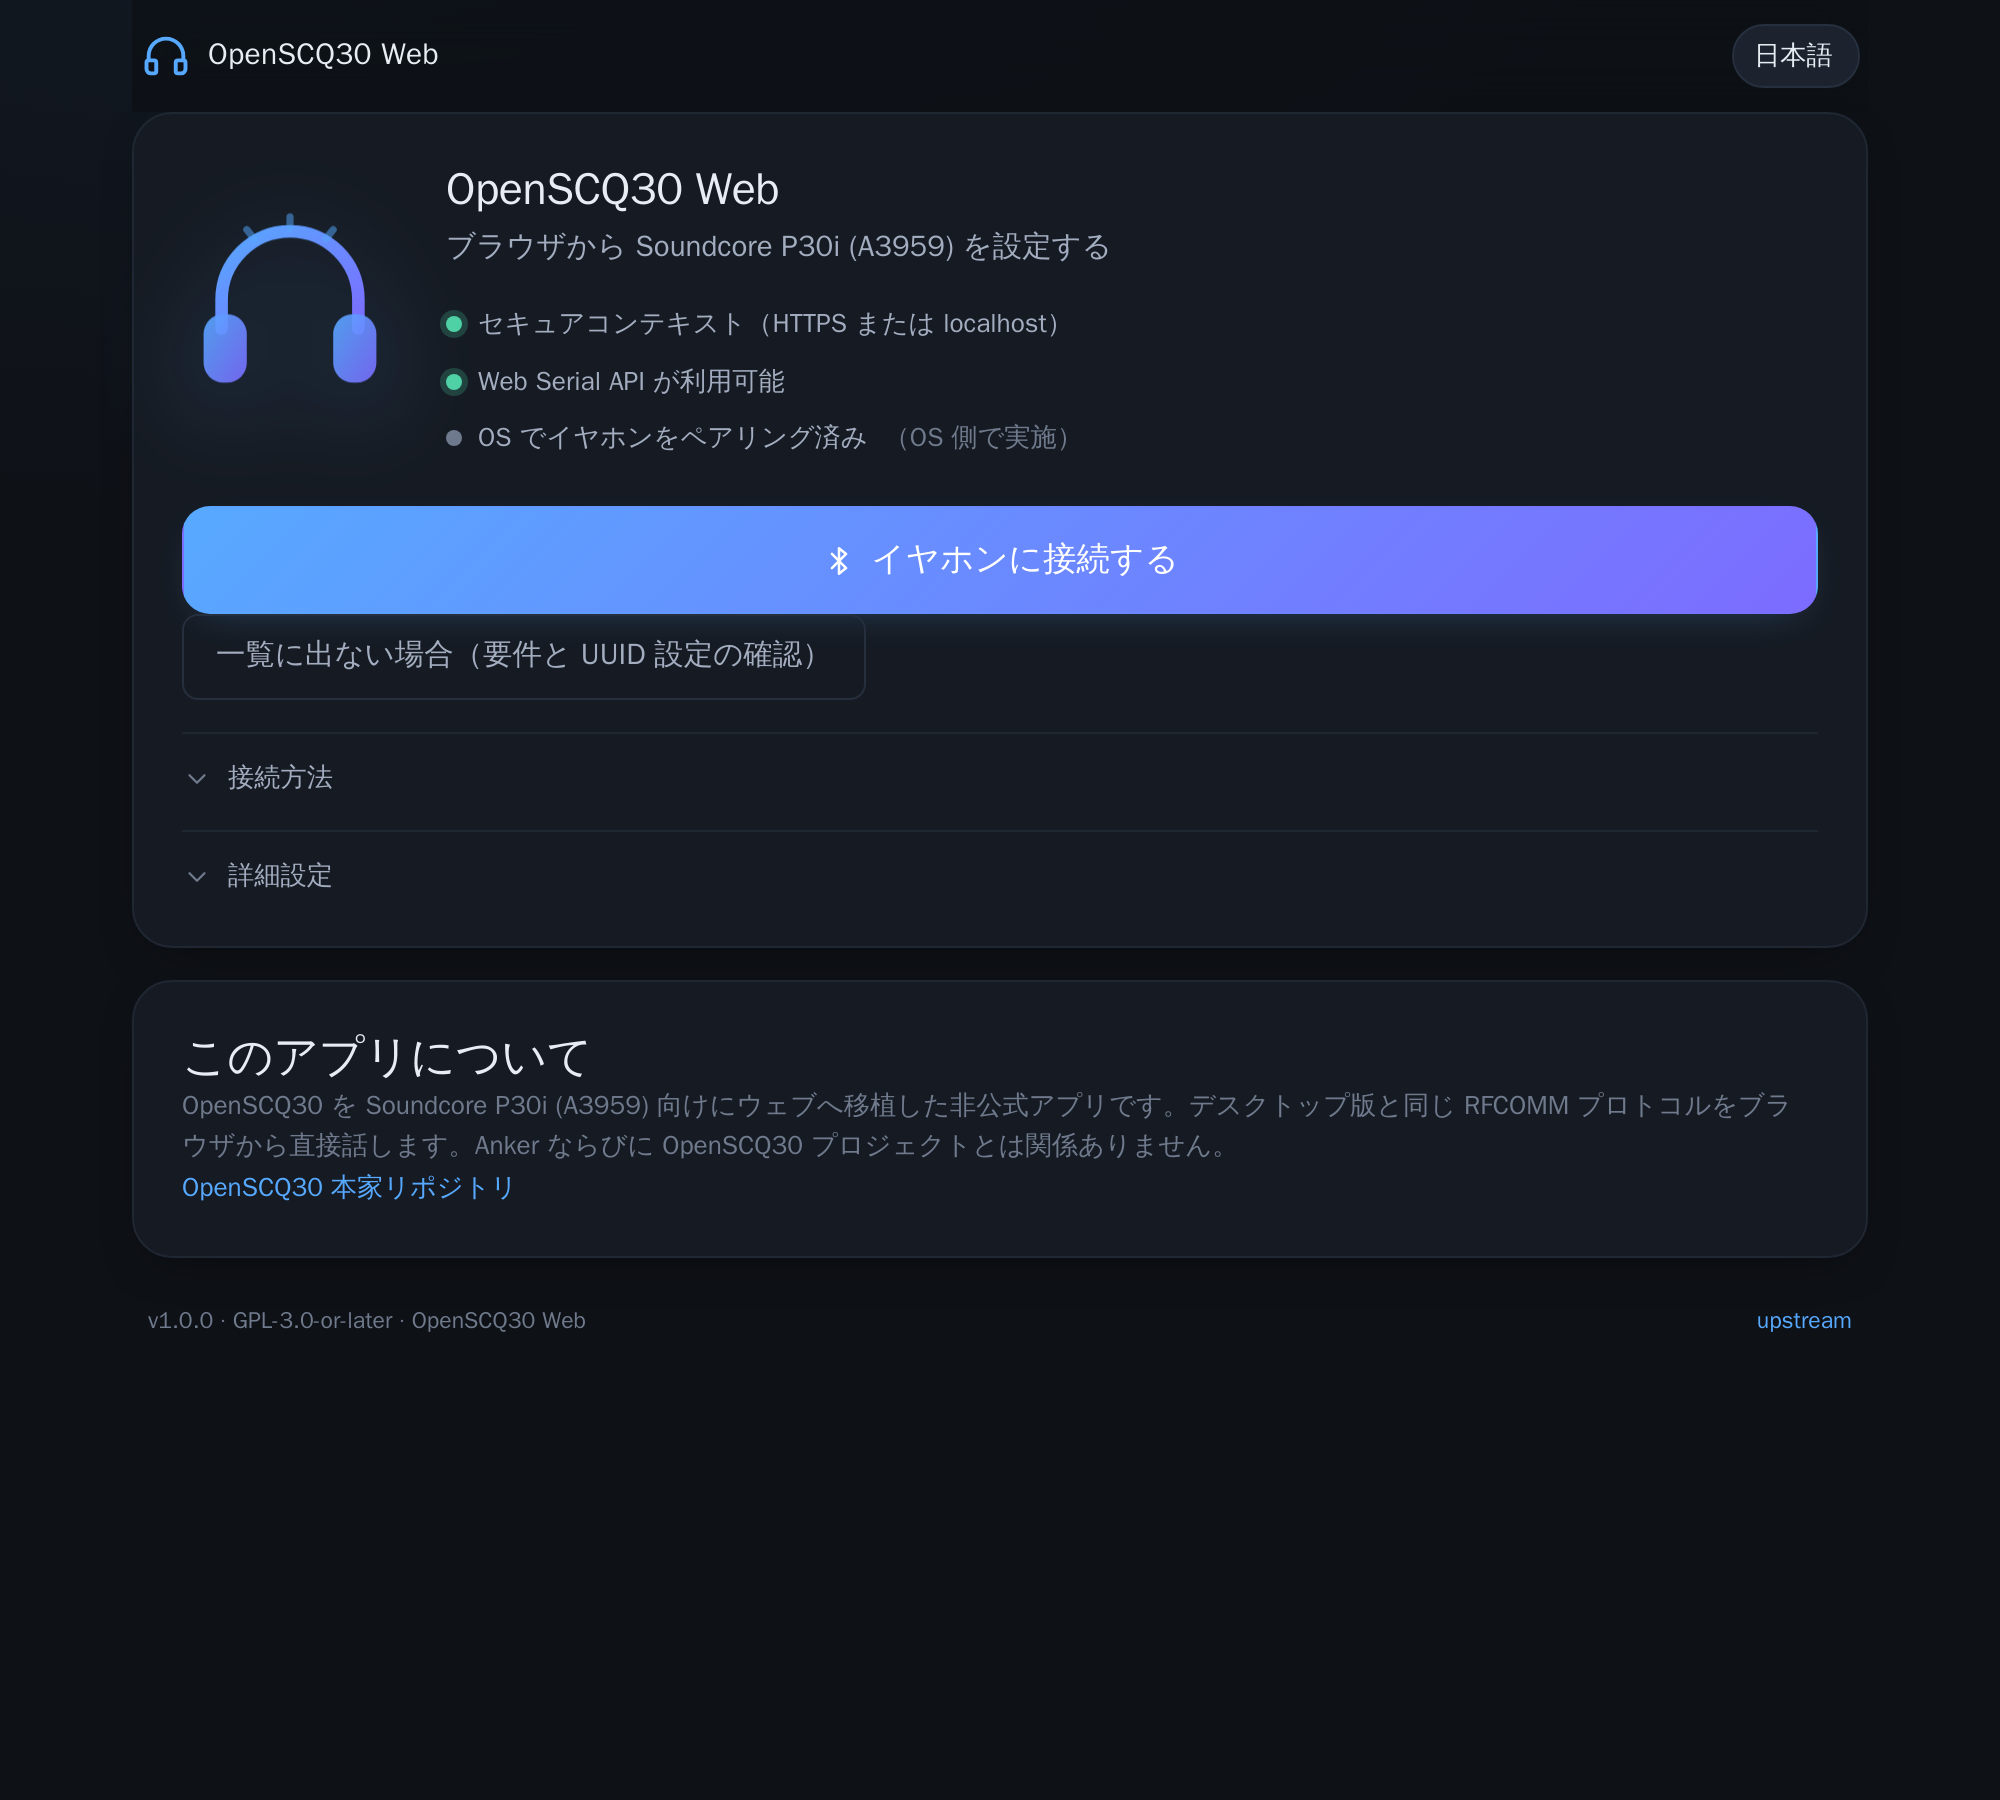 OpenSCQ30 Web
日本語
OpenSCQ30 Web
ブラウザから Soundcore P30i (A3959) を設定する
セキュアコンテキスト（HTTPS または localhost）
Web Serial API が利用可能
OS でイヤホンをペアリング済み （OS 側で実施）
イヤホンに接続する
一覧に出ない場合（要件と UUID 設定の確認）
接続方法
詳細設定
このアプリについて
OpenSCQ30 を Soundcore P30i (A3959) 向けにウェブへ移植した非公式アプリです。デスクトップ版と同じ RFCOMM プロトコルをブラ
ウザから直接話します。Anker ならびに OpenSCQ30 プロジェクトとは関係ありません。
OpenSCQ30 本家リポジトリ
v1.0.0 · GPL-3.0-or-later · OpenSCQ30 Web
upstream